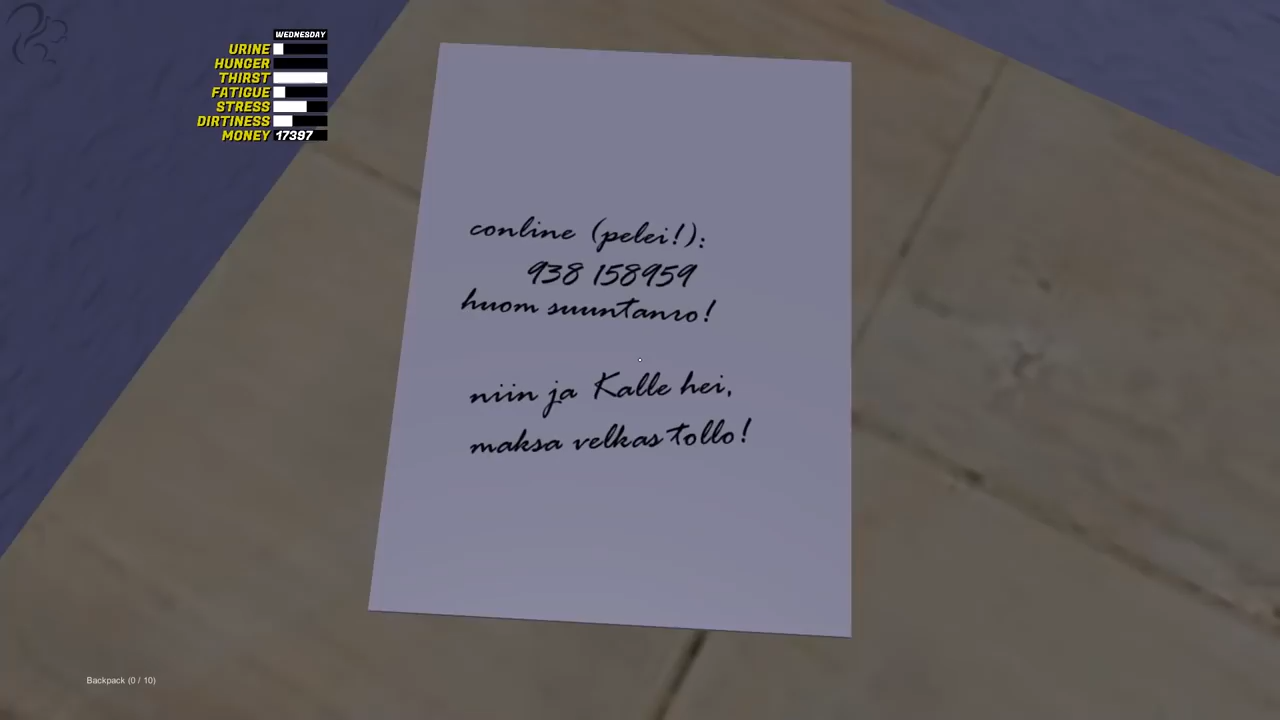 WEDNESDAY
URINE
HUNGER
THIRST
FATIGUE
STRESS
DIRTINESS
MONEY 17397
conline (pelei!):
938 158959
huom suuntanro!
niin ja Kalle hei,
maksa velkas tollo!
Backpack (0 / 10)